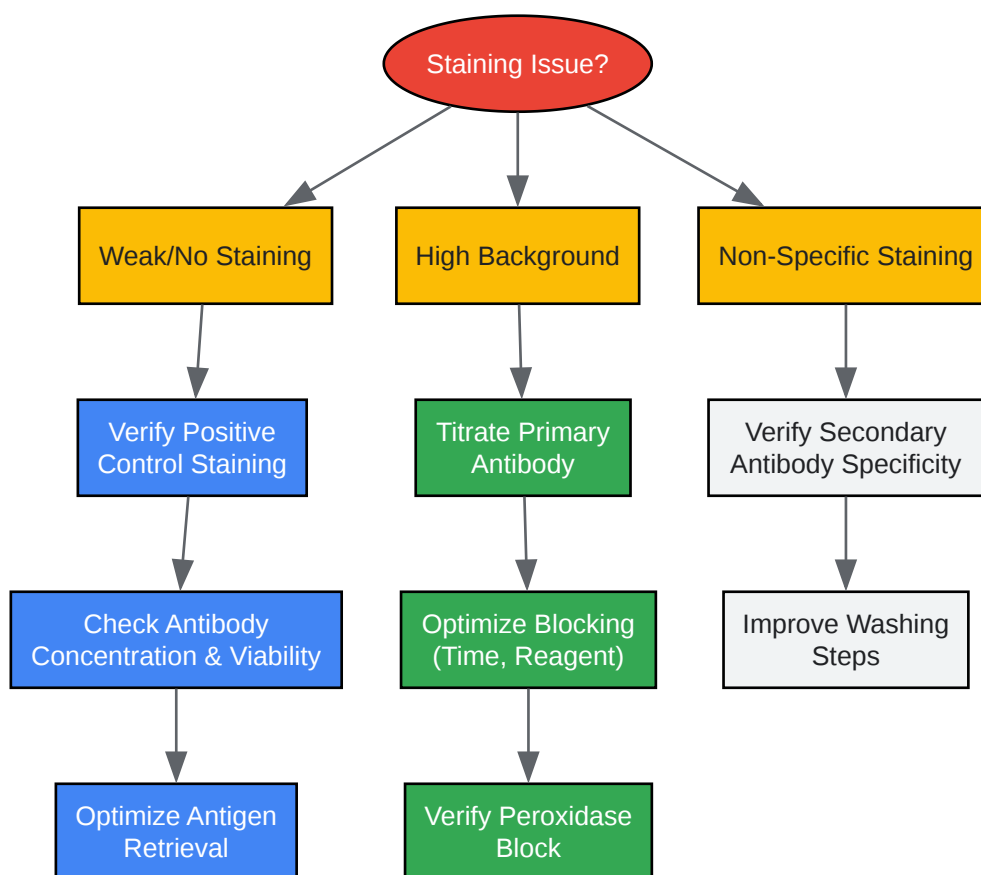 Staining Issue?
Weak/No Staining
High Background
Non-Specific Staining
Verify Positive
Control Staining
Titrate Primary
Antibody
Verify Secondary
Antibody Specificity
Check Antibody
Concentration & Viability
Optimize Blocking
(Time, Reagent)
Improve Washing
Steps
Optimize Antigen
Retrieval
Verify Peroxidase
Block